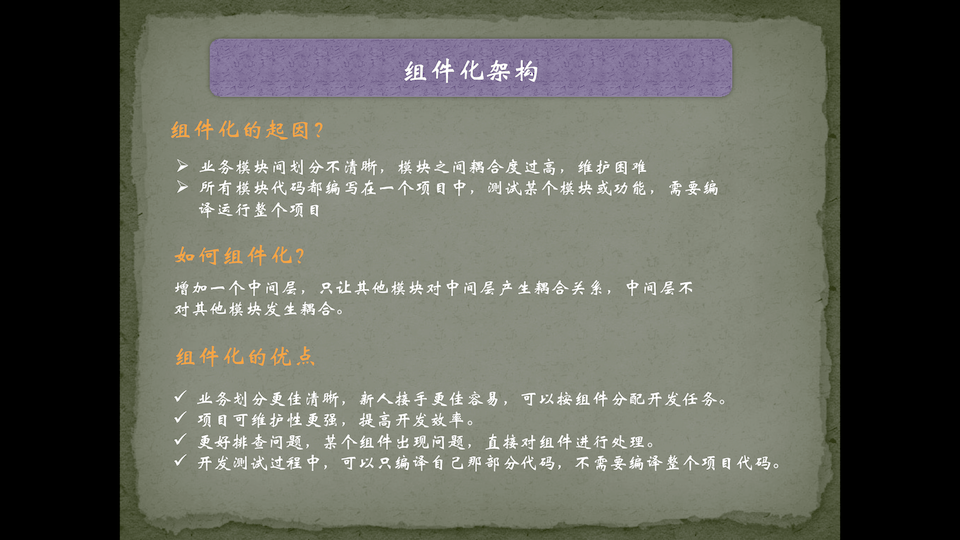 组件化架构
组件化的起因?
业务模块间划分不清晰，模块之间耦合度过高，维护困难
所有模块代码都编写在一个项目中，测试某个模块或功能，需要编
译运行整个项目
如何组件化?
增加一个中间层，只让其他模块对中间层产生耦合关系，中间层不
对其他模块发生耦合。
组件化的优点
业务划分更佳清晰，新人接手更佳容易，可以按组件分配开发任务。
项目可维护性更强，提高开发效率。
更好排查问题，某个组件出现问题，直接对组件进行处理。
开发测试过程中，可以只编译自己那部分代码，不需要编译整个项目代码。